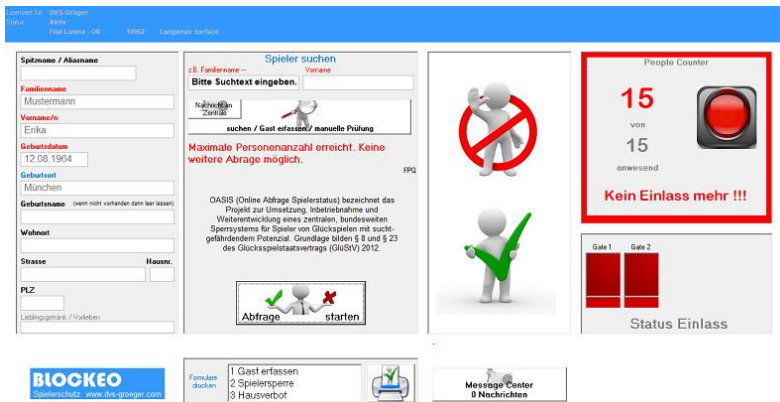 Lizensiert für: DVS-Gröger
Status Aktiv
Filial Lizenz - OK 10953 Langenau Surface
Spitzname / Aliasname
Familienname
Mustermann
Vorname/n
Erika
Geburtsdatum
12.08.1964
Geburtsort
München
Geburtsname (wenn nicht vorhanden dann leer lassen)
Wohnort
Strasse Hausnr.
PLZ
Lieblingsgetränk / Vorlieben
Spieler suchen
z.B. Familienname -- Vorname
Bitte Suchtext eingeben.
Nachricht an
Zentrale
suchen / Gast erfassen / manuelle Prüfung
Maximale Personenanzahl erreicht. Keine
weitere Abrage möglich.
FPQ
OASIS (Online Abfrage Spielerstatus) bezeichnet das
Projekt zur Umsetzung, Inbetriebnahme und
Weiterentwicklung eines zentralen, bundesweiten
Sperrsystems für Spieler von Glückspielen mit sucht-
gefährdendem Potenzial. Grundlage bilden § 8 und § 23
des Glücksspielstaatsvertrags (GlüStV) 2012.
Abfrage starten
People Counter
15
von
15
anwesend
Kein Einlass mehr !!!
Gate 1 Gate 2
Status Einlass
BLOCKEO
Spielerschutz www.dvs-groeger.com
Formulare
drucken
1 Gast erfassen
2 Spielersperre
3 Hausverbot
Message Center
0 Nachrichten